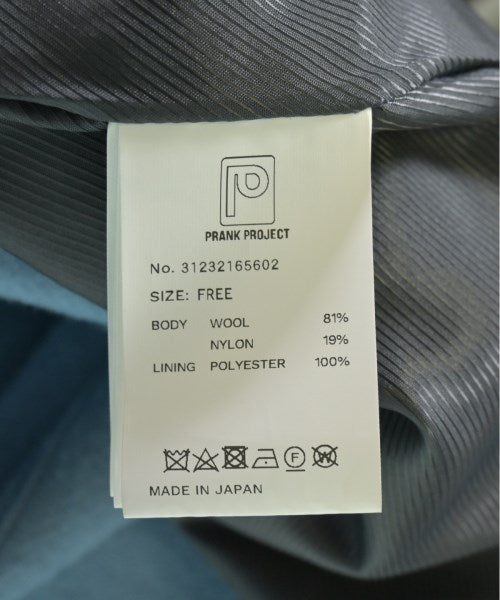 PRANK PROJECT
No. 31232165602
SIZE: FREE
BODY WOOL 81%
NYLON 19%
LINING POLYESTER 100%
F W
MADE IN JAPAN